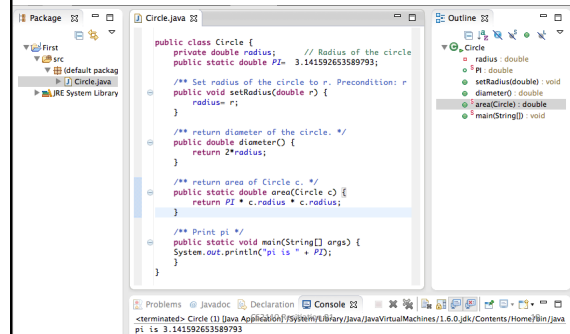 Package
First
src
(default packag
Circle.java
JRE System Library
Circle.java
public class Circle {
private double radius;      // Radius of the circle
public static double PI=  3.141592653589793;
/** Set radius of the circle to r. Precondition: r
public void setRadius(double r) {
radius= r;
}
/** return diameter of the circle. */
public double diameter() {
return 2*radius;
}
/** return area of Circle c. */
public static double area(Circle c) {
return PI * c.radius * c.radius;
}
/** Print pi */
public static void main(String[] args) {
System.out.println("pi is " + PI);
}
}
Outline
Circle
radius : double
S PI : double
setRadius(double) : void
diameter() : double
S area(Circle) : double
S main(String[]) : void
Problems @ Javadoc Declaration Console
<terminated> Circle (1) [Java Application] /System/Library/Java/JavaVirtualMachines/1.6.0.jdk/Contents/Home/bin/java
pi is 3.141592653589793